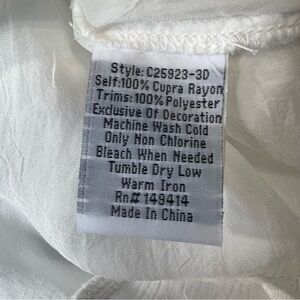 Style: C25923-3D
Self:100% Cupra Rayon
Trims: 100% Polyester
Exclusive Of Decoration
Machine Wash Cold
Only Non Chlorine
Bleach When Needed
Tumble Dry Low
Warm Iron
Rn# 149414
Made In China